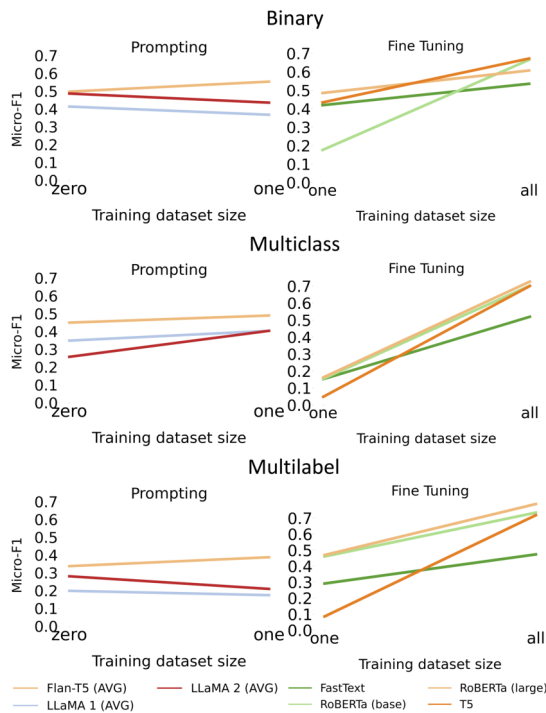 Binary
Prompting
Fine Tuning
Micro-F1
0.7
0.6
0.5
0.4
0.3
0.2
0.1
0.0
zero
one
Training dataset size
0.7
0.6
0.5
0.4
0.3
0.2
0.1
0.0
one
all
Training dataset size
Multiclass
Prompting
Fine Tuning
Micro-F1
0.7
0.6
0.5
0.4
0.3
0.2
0.1
0.0
zero
one
Training dataset size
0.7
0.6
0.5
0.4
0.3
0.2
0.1
0.0
one
all
Training dataset size
Multilabel
Prompting
Fine Tuning
Micro-F1
0.7
0.6
0.5
0.4
0.3
0.2
0.1
0.0
zero
one
Training dataset size
0.7
0.6
0.5
0.4
0.3
0.2
0.1
0.0
one
all
Training dataset size
Flan-T5 (AVG)
LLaMA 1 (AVG)
LLaMA 2 (AVG)
FastText
RoBERTa (base)
RoBERTa (large)
T5